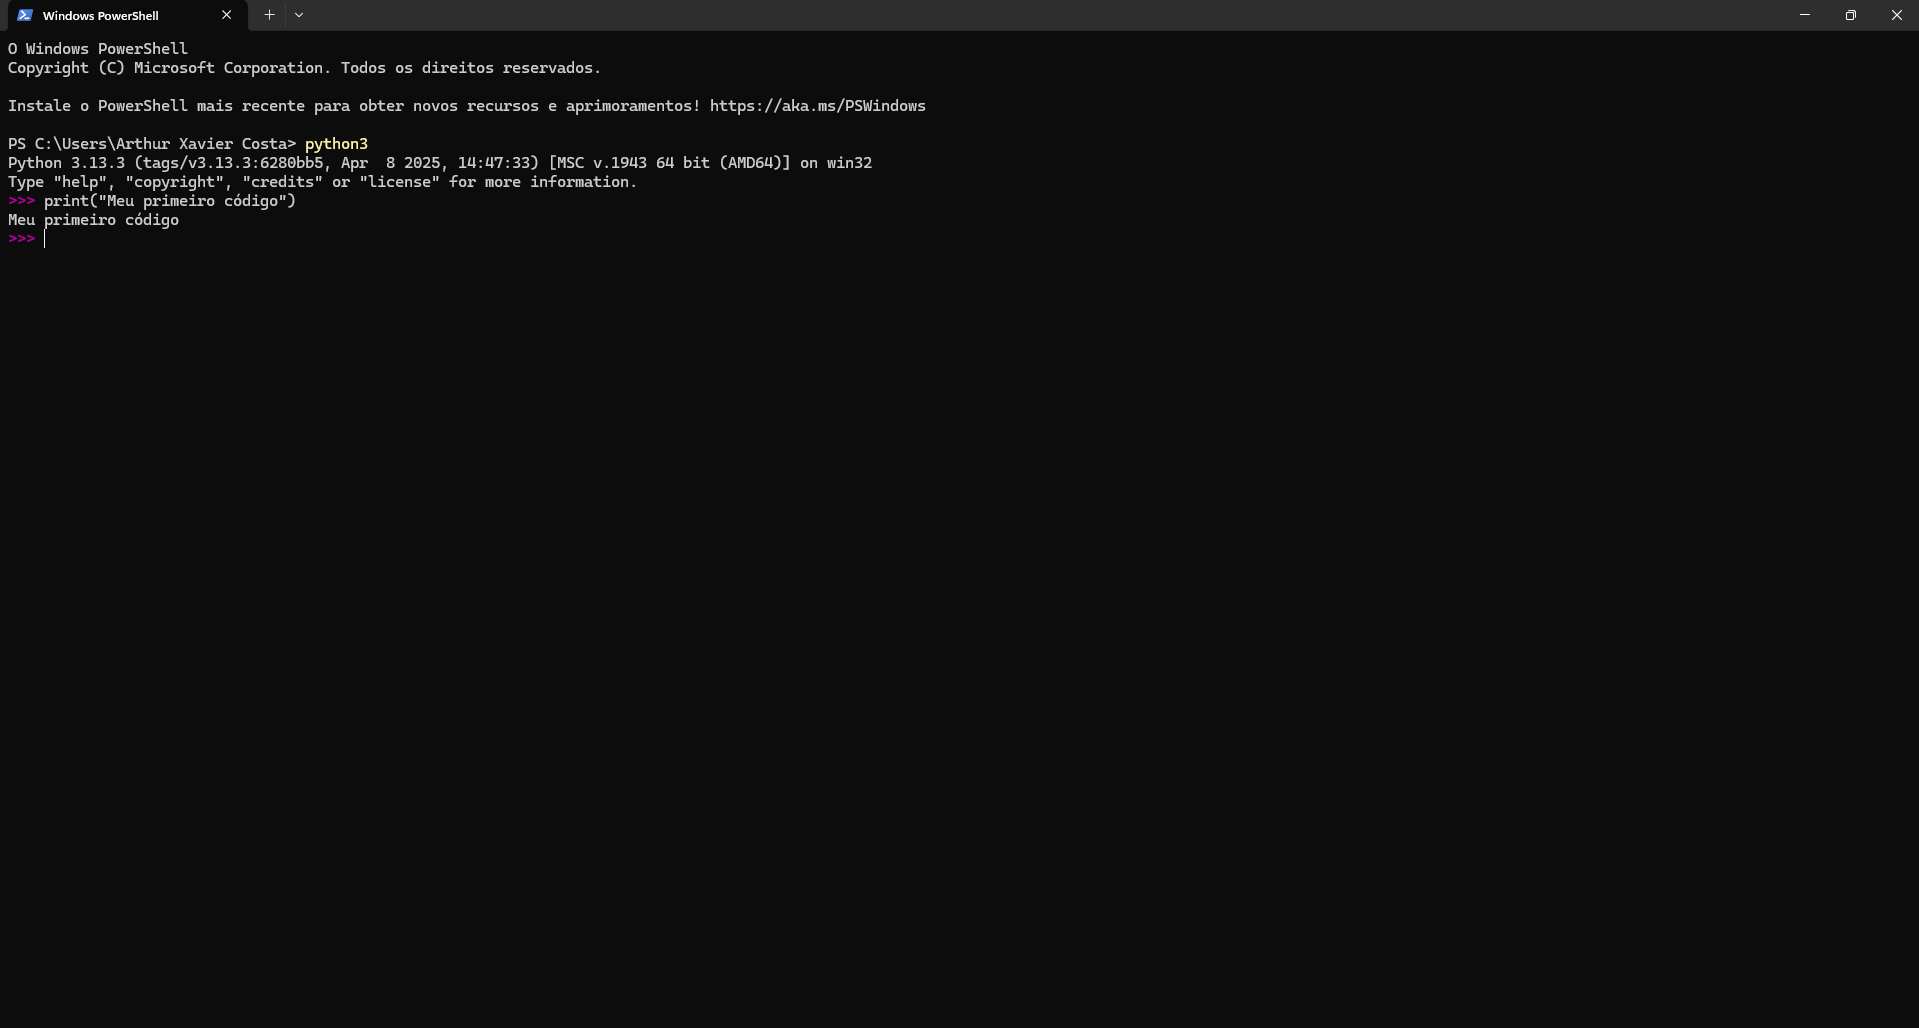 Windows PowerShell
O Windows PowerShell
Copyright (C) Microsoft Corporation. Todos os direitos reservados.
Instale o PowerShell mais recente para obter novos recursos e aprimoramentos! https://aka.ms/PSWindows
PS C:\Users\Arthur Xavier Costa> python3
Python 3.13.3 (tags/v3.13.3:6280bb5, Apr  8 2025, 14:47:33) [MSC v.1943 64 bit (AMD64)] on win32
Type "help", "copyright", "credits" or "license" for more information.
>>> print("Meu primeiro código")
Meu primeiro código
>>>